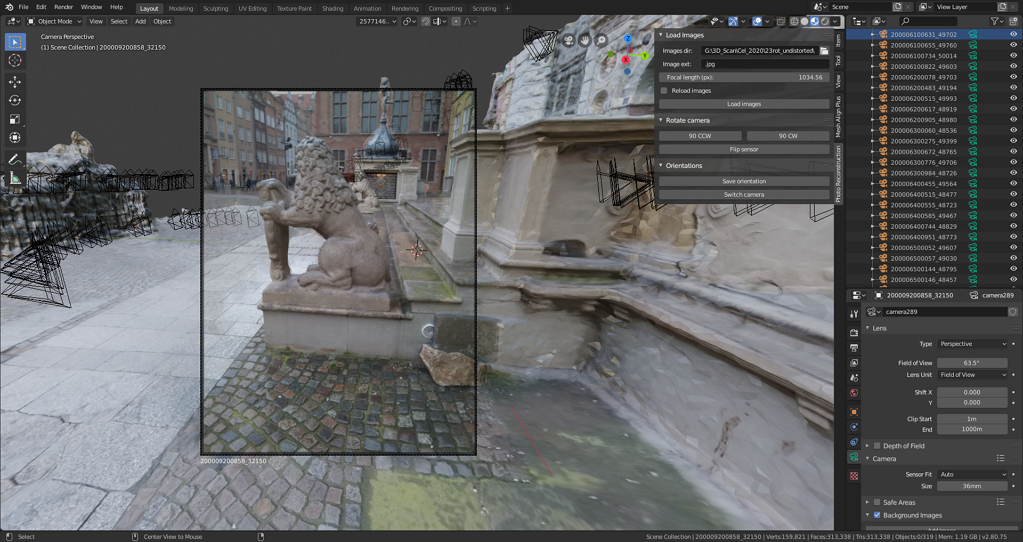 File Edit Render Window Help Layout Modeling Sculpting UV Editing Texture Paint Shading Animation Rendering Compositing Scripting Scene View Layer
Object Mode View Select Add Object 2577146...
Camera Perspective
(1) Scene Collection | 200009200858_32150
Load Images
Images dir: G:\3D_Scan\Cel_2020\23rot_undistorted\
Image ext: .jpg
Focal length (px): 1034.56
Reload images
Load images
Rotate camera
90 CCW 90 CW
Flip sensor
Orientations
Save orientation
Switch camera
Item
Tool
View
Mesh Align Plus
Photo Reconstruction
X
Y
Z
200009200858_32150
200006100631_49702
200006100655_49760
200006100734_50014
200006100822_49603
200006200078_49703
200006200483_49194
200006200515_49993
200006200617_48919
200006200905_48980
200006300060_48536
200006300275_49399
200006300672_48765
200006300776_49706
200006300984_48726
200006400455_49564
200006400515_48477
200006400555_48723
200006400585_49467
200006400744_48829
200006400951_48773
200006500052_49607
200006500057_49030
200006500144_48795
200006500146_48457
200009200858_32150 camera289
camera289
Lens
Type Perspective
Field of View 63.5°
Lens Unit Field of View
Shift X 0.000
Y 0.000
Clip Start 1m
End 1000m
Depth of Field
Camera
Sensor Fit Auto
Size 36mm
Safe Areas
Background Images
Select Center View to Mouse Scene Collection | 200009200858_32150 | Verts:159,821 | Faces:313,338 | Tris:313,338 | Objects:0/319 | Mem: 1.19 GB | v2.80.75